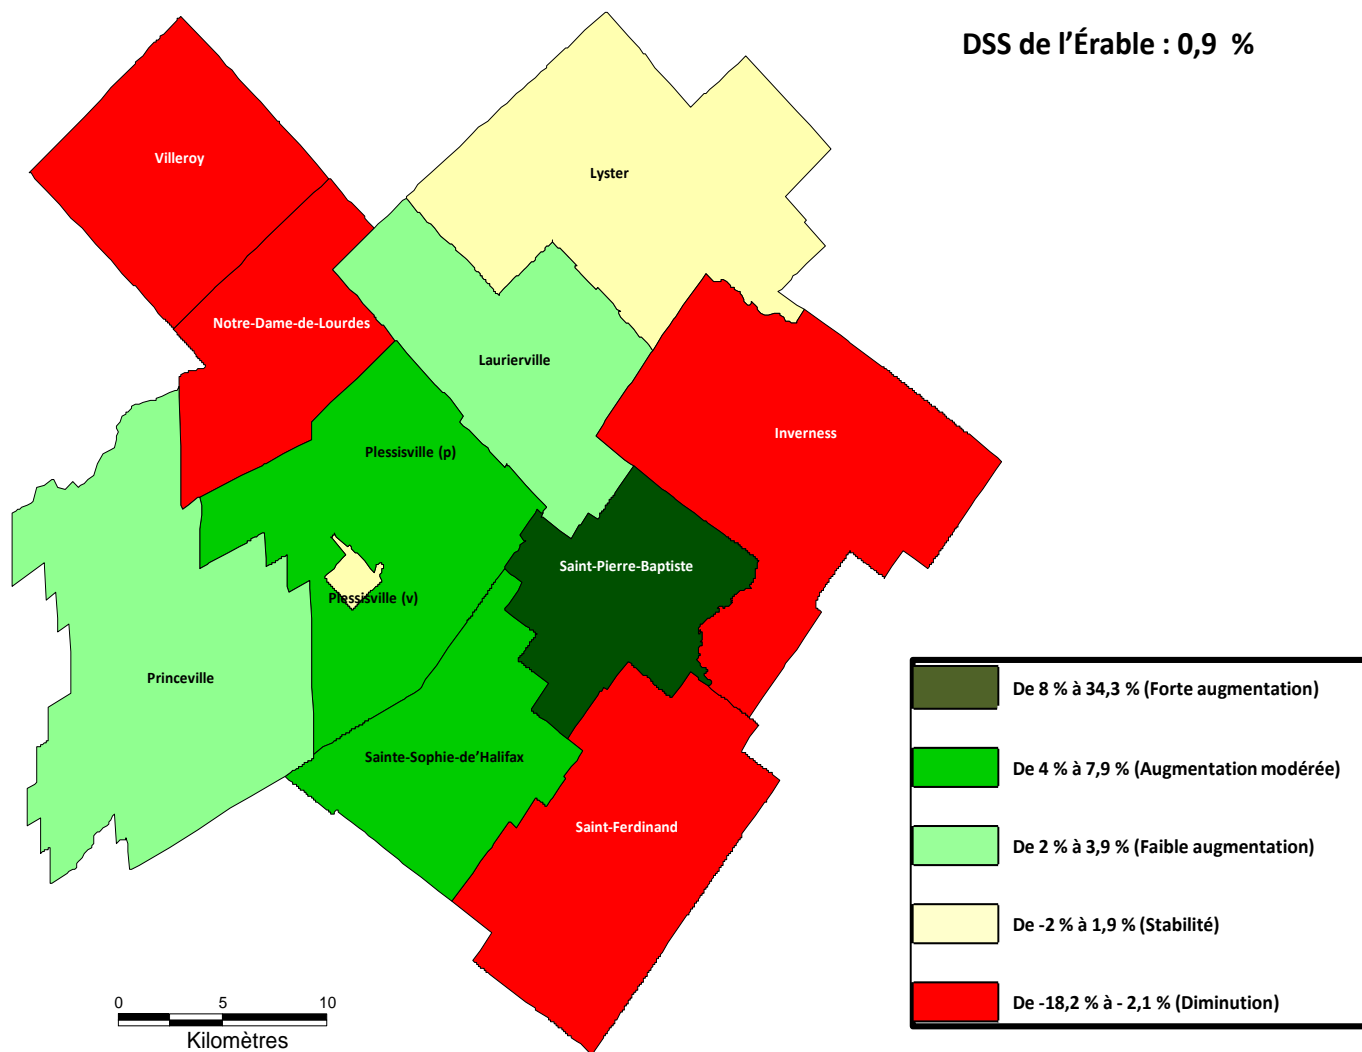 DSS de l’Érable : 0,9 %
Villeroy
Lyster
Notre-Dame-de-Lourdes
Laurierville
Inverness
Plessisville (p)
Saint-Pierre-Baptiste
Plessisville (v)
Princeville
Sainte-Sophie-de’Halifax
Saint-Ferdinand
De 8 % à 34,3 % (Forte augmentation)
De 4 % à 7,9 % (Augmentation modérée)
De 2 % à 3,9 % (Faible augmentation)
De -2 % à 1,9 % (Stabilité)
De -18,2 % à - 2,1 % (Diminution)
0 5 10
Kilomètres